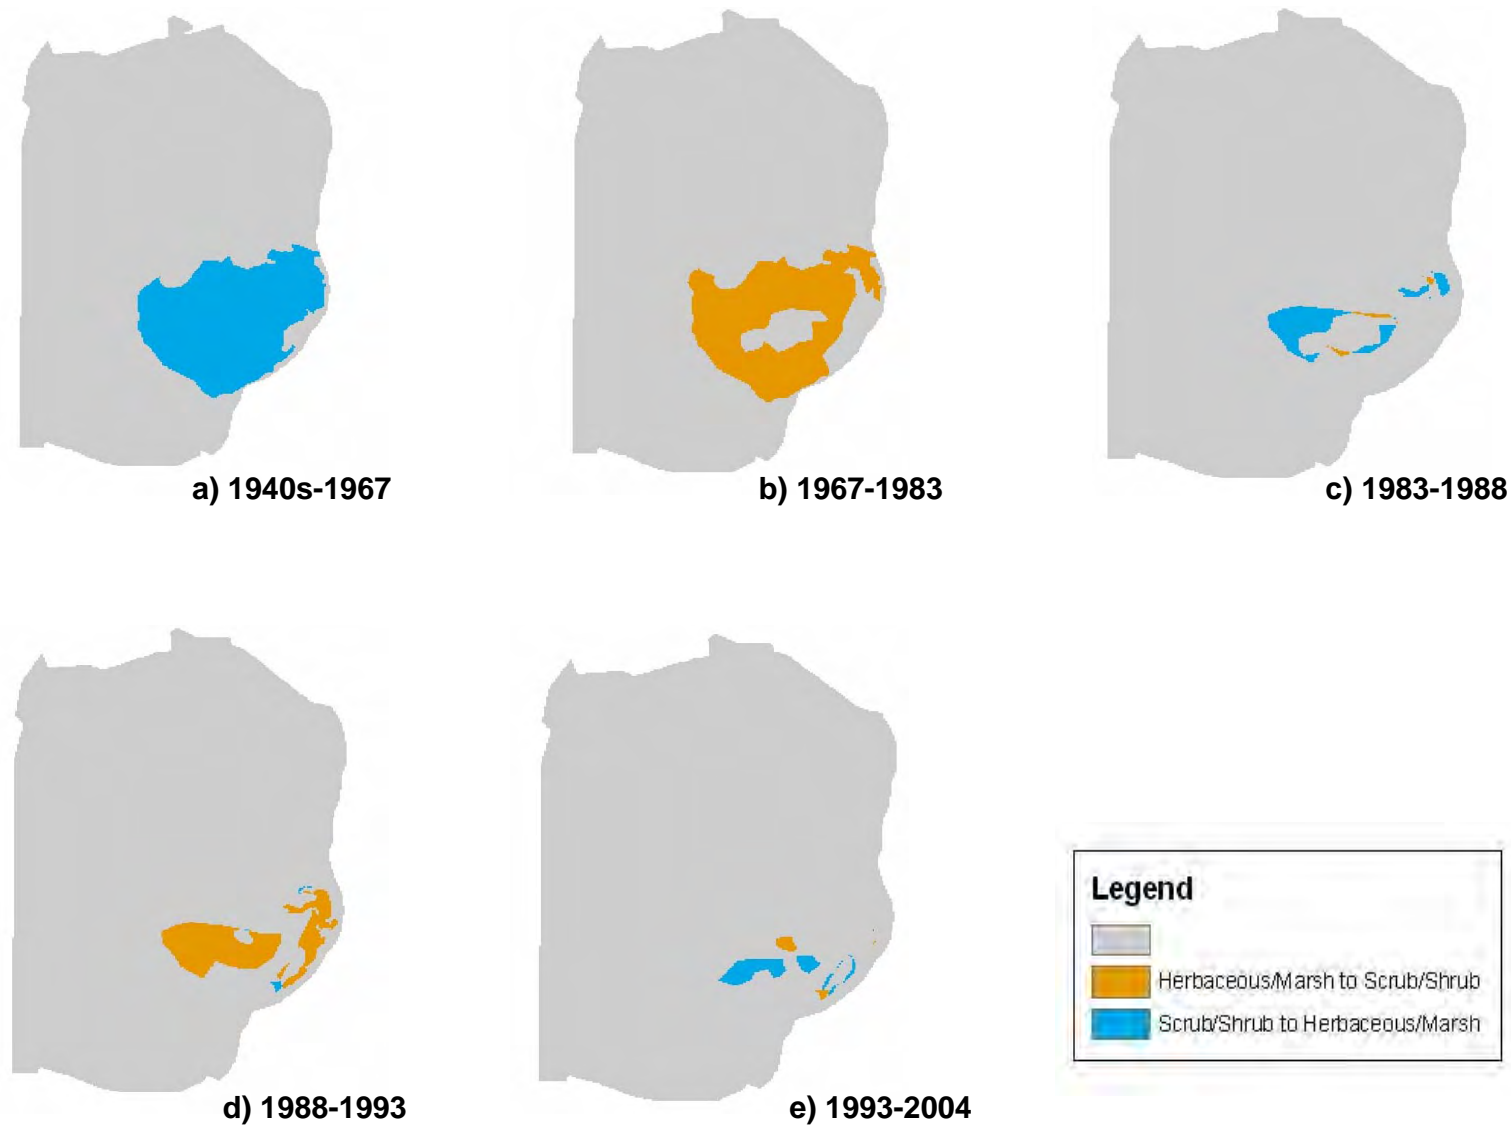 a) 1940s-1967
b) 1967-1983
c) 1983-1988
d) 1988-1993
e) 1993-2004
Legend
Herbaceous/Marsh to Scrub/Shrub
Scrub/Shrub to Herbaceous/Marsh